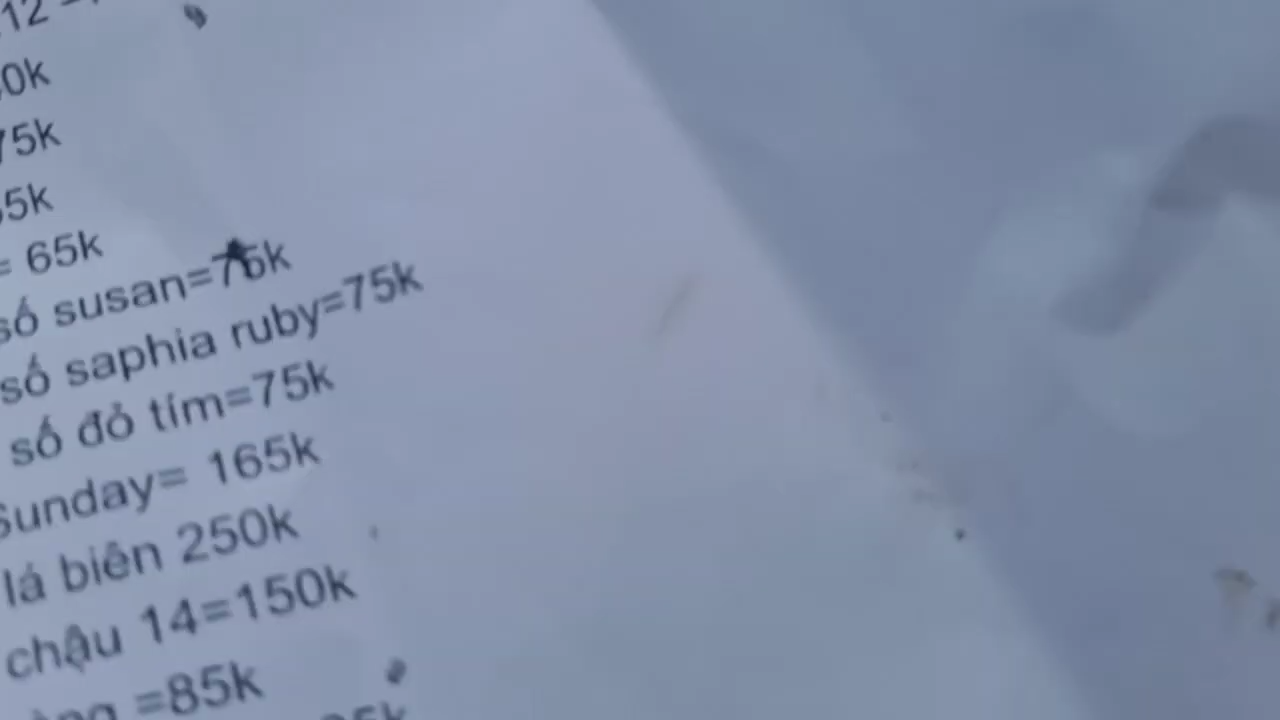 12
0k
75k
5k
= 65k
số susan=75k
số saphia ruby=75k
số đỏ tím=75k
Sunday= 165k
lá biên 250k
chậu 14=150k
=85k